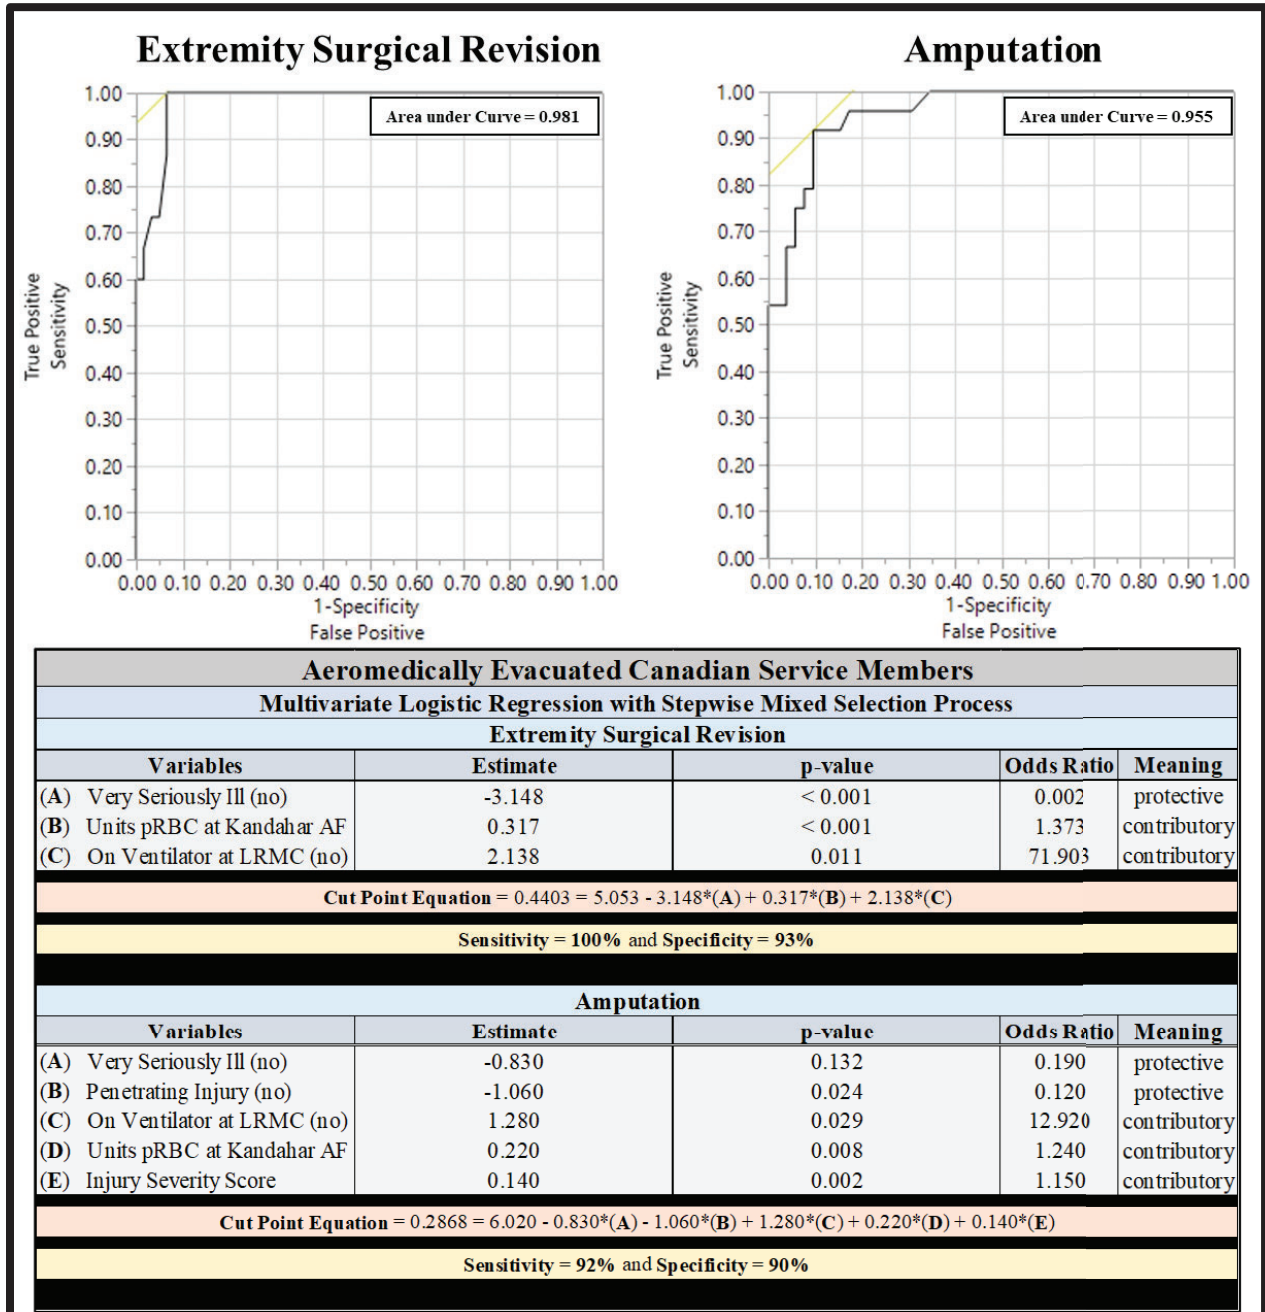 Extremity Surgical Revision
Area under Curve = 0.981
1.00
0.90
0.80
0.70
0.60
0.50
0.40
0.30
0.20
0.10
0.00
True Positive
Sensitivity
0.00 0.10 0.20 0.30 0.40 0.50 0.60 0.70 0.80 0.90 1.00
1-Specificity
False Positive
Amputation
Area under Curve = 0.955
1.00
0.90
0.80
0.70
0.60
0.50
0.40
0.30
0.20
0.10
0.00
True Positive
Sensitivity
0.00 0.10 0.20 0.30 0.40 0.50 0.60 0.70 0.80 0.90 1.00
1-Specificity
False Positive
Aeromedically Evacuated Canadian Service Members
Multivariate Logistic Regression with Stepwise Mixed Selection Process
Extremity Surgical Revision
Variables Estimate p-value Odds Ratio Meaning
(A) Very Seriously Ill (no) -3.148 < 0.001 0.002 protective
(B) Units pRBC at Kandahar AF 0.317 < 0.001 1.373 contributory
(C) On Ventilator at LRMC (no) 2.138 0.011 71.903 contributory
Cut Point Equation = 0.4403 = 5.053 - 3.148*(A) + 0.317*(B) + 2.138*(C)
Sensitivity = 100% and Specificity = 93%
Amputation
Variables Estimate p-value Odds Ratio Meaning
(A) Very Seriously Ill (no) -0.830 0.132 0.190 protective
(B) Penetrating Injury (no) -1.060 0.024 0.120 protective
(C) On Ventilator at LRMC (no) 1.280 0.029 12.920 contributory
(D) Units pRBC at Kandahar AF 0.220 0.008 1.240 contributory
(E) Injury Severity Score 0.140 0.002 1.150 contributory
Cut Point Equation = 0.2868 = 6.020 - 0.830*(A) - 1.060*(B) + 1.280*(C) + 0.220*(D) + 0.140*(E)
Sensitivity = 92% and Specificity = 90%